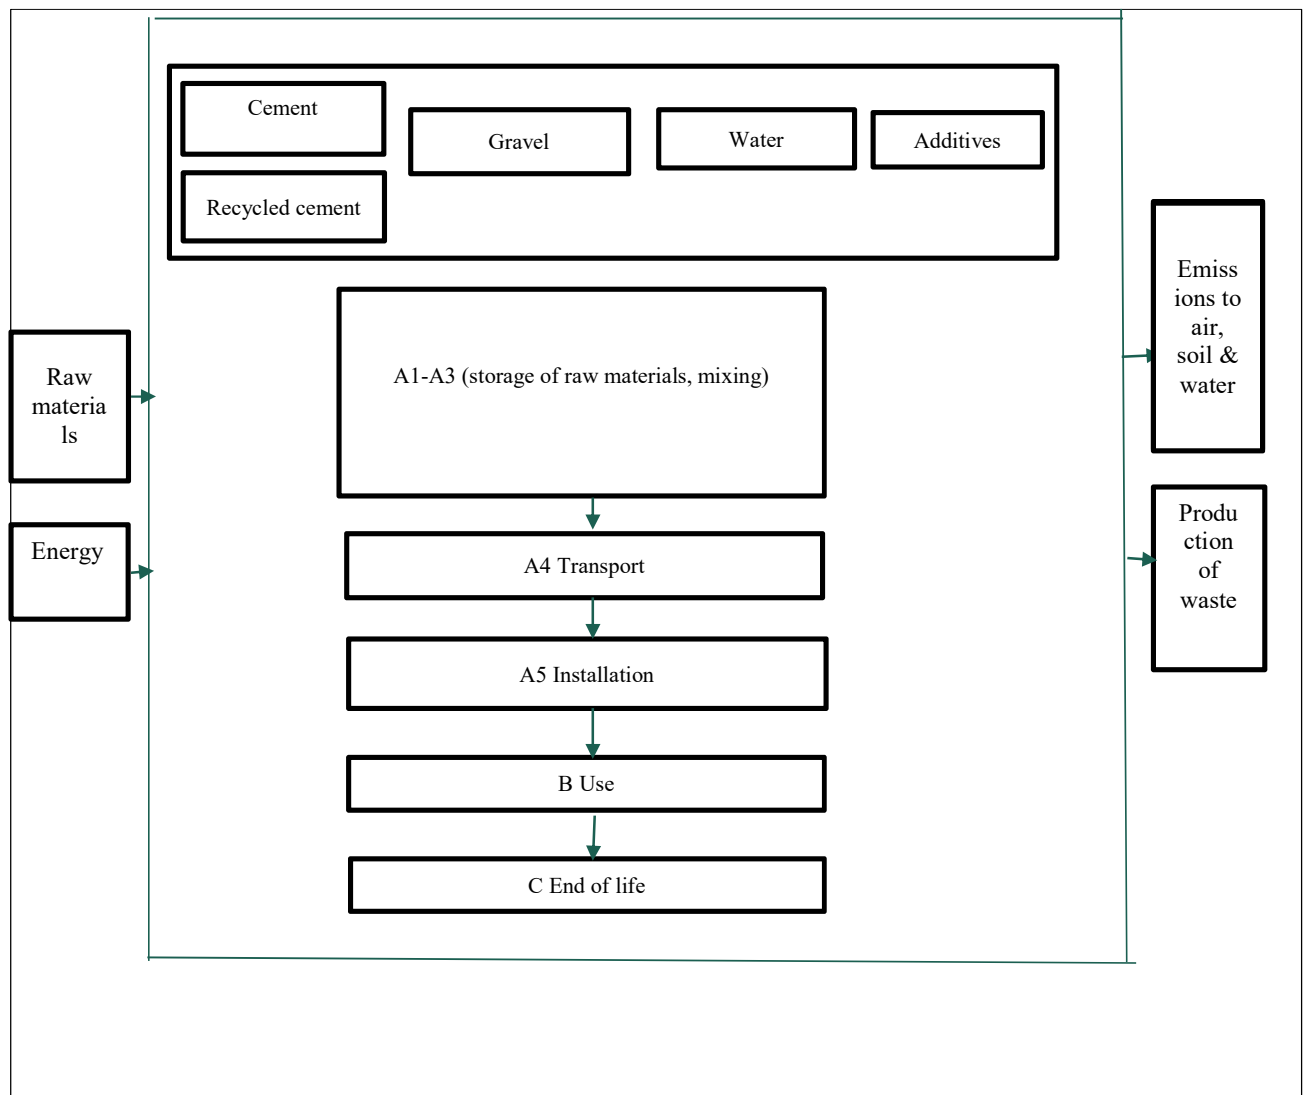 Cement
Gravel
Water
Additives
Recycled cement
Raw
materia
ls
Energy
A1-A3 (storage of raw materials, mixing)
A4 Transport
A5 Installation
B Use
C End of life
Emiss
ions to
air,
soil &
water
Produ
ction
of
waste